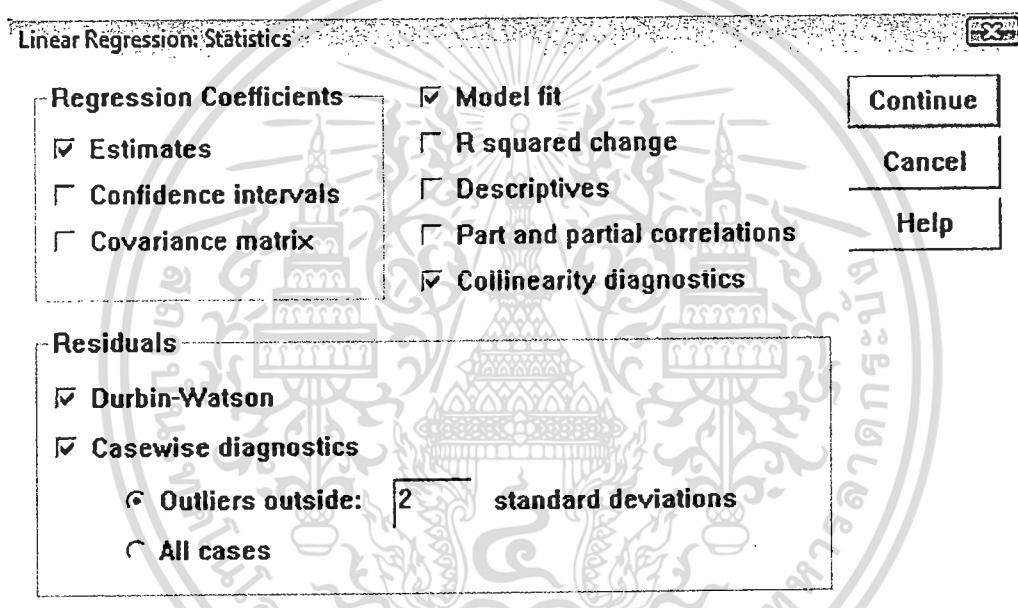 Linear Regression: Statistics
Regression Coefficients
Estimates
Confidence intervals
Covariance matrix
Model fit
R squared change
Descriptives
Part and partial correlations
Collinearity diagnostics
Continue
Cancel
Help
Residuals
Durbin-Watson
Casewise diagnostics
Outliers outside: 2 standard deviations
All cases